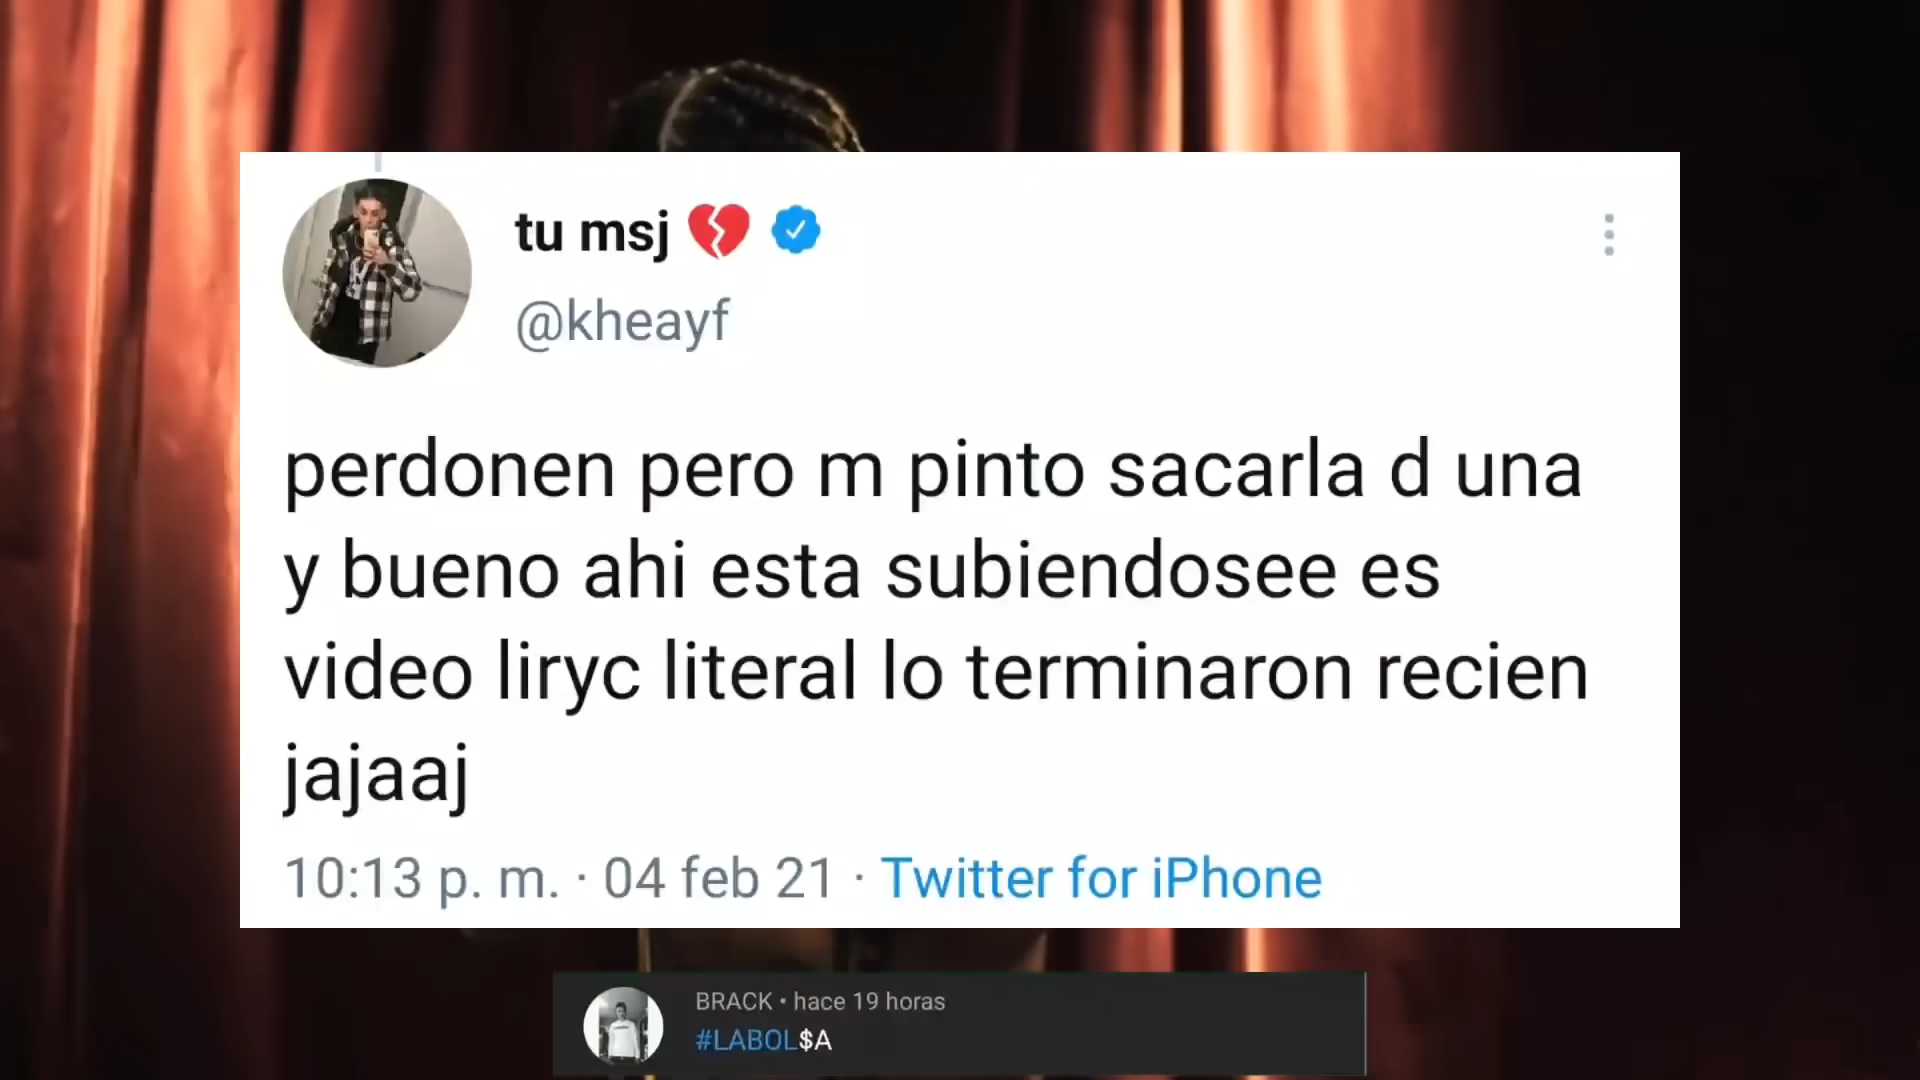 tu msj 💔
@kheayf
perdonen pero m pinto sacarla d una
y bueno ahi esta subiendosee es
video liryc literal lo terminaron recien
jajaaj
10:13 p. m. · 04 feb 21 · Twitter for iPhone
BRACK • hace 19 horas
#LABOL$A